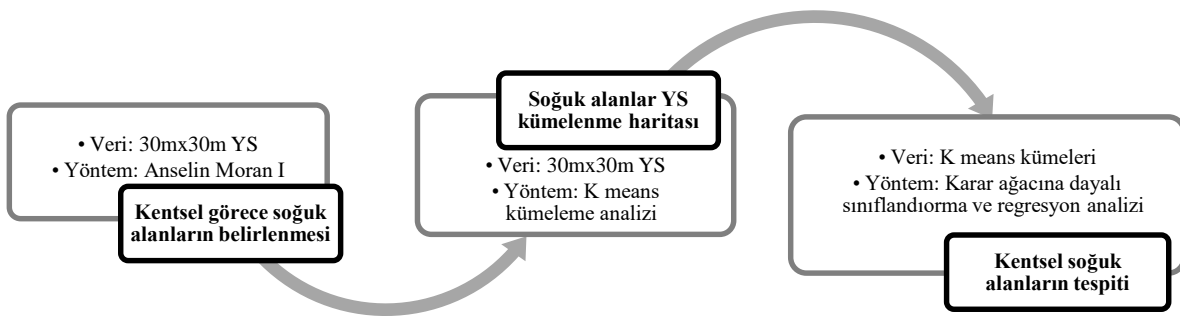 • Veri: 30mx30m YS
• Yöntem: Anselin Moran I
Kentsel görece soğuk
alanların belirlenmesi
Soğuk alanlar YS
kümelenme haritası
• Veri: 30mx30m YS
• Yöntem: K means
kümeleme analizi
• Veri: K means kümeleri
• Yöntem: Karar ağacına dayalı
sınıflandıorma ve regresyon analizi
Kentsel soğuk
alanların tespiti